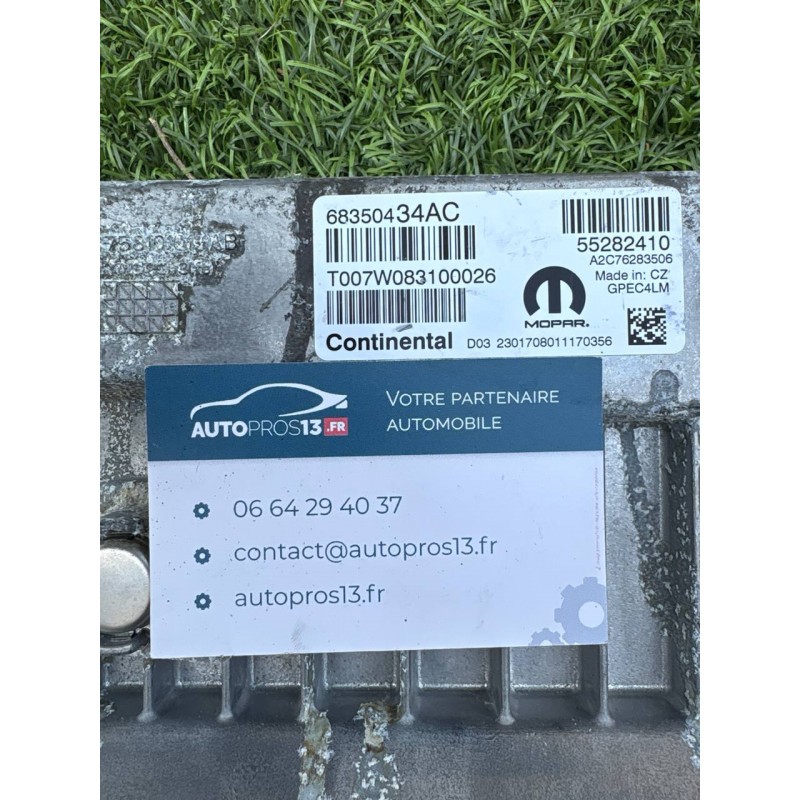 68350434AC
T007W083100026
Continental
55282410
A2C76283506
Made in: CZ
GPEC4LM
MOPAR.
D03 2301708011170356
AUTOPROS13.FR
VOTRE PARTENAIRE
AUTOMOBILE
06 64 29 40 37
contact@autopros13.fr
autopros13.fr